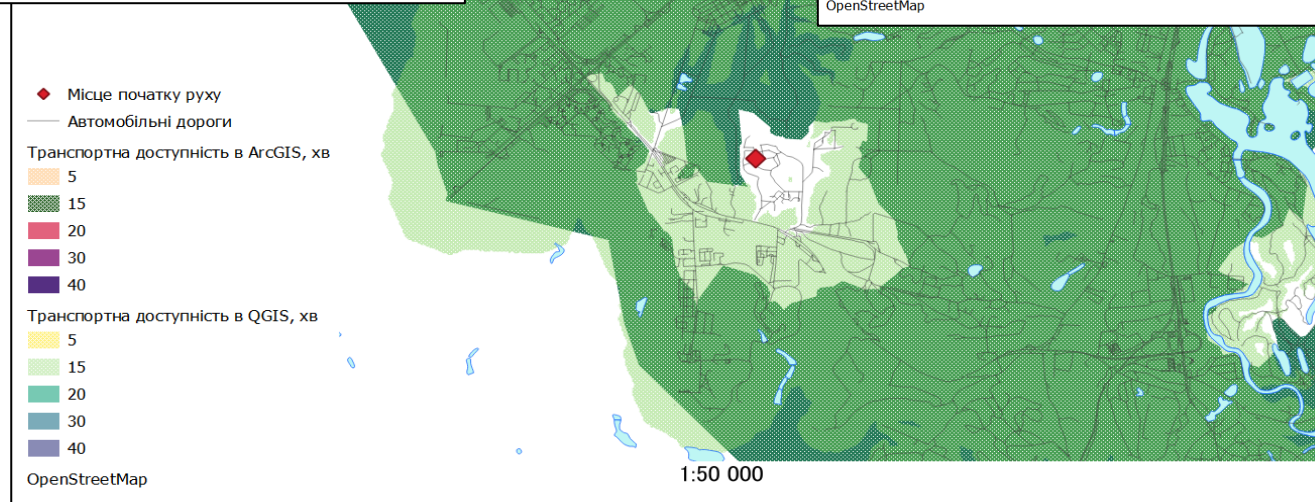 OpenStreetMap
Місце початку руху
Автомобільні дороги
Транспортна доступність в ArcGIS, хв
5
15
20
30
40
Транспортна доступність в QGIS, хв
5
15
20
30
40
OpenStreetMap
1:50 000